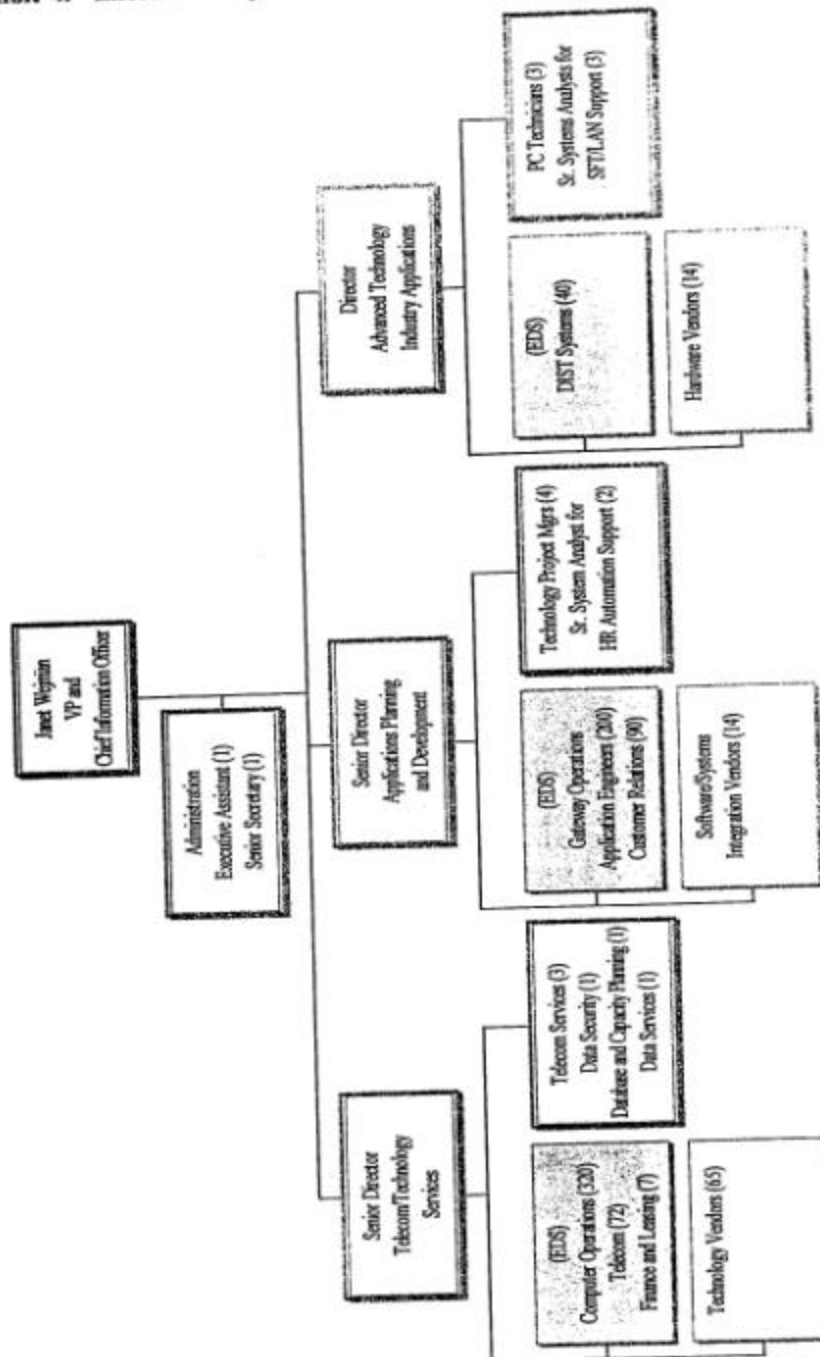 Janet Wejman
VP and
Chief Information Officer
Administration
Executive Assistant (1)
Senior Secretary (1)
Senior Director
Telecom/Technology
Services
Senior Director
Applications Planning
and Development
Director
Advanced Technology
Industry Applications
(EDS)
Computer Operations (320)
Telecom (72)
Finance and Leasing (7)
Telecom Services (3)
Data Security (1)
Database and Capacity Planning (1)
Data Services (1)
Technology Vendors (65)
(EDS)
Gateway Operations
Application Engineers (200)
Customer Relations (90)
Technology Project Mgrs (4)
Sr. System Analyst for
HR Automation Support (2)
Software/Systems
Integration Vendors (14)
(EDS)
DIST Systems (40)
PC Technicians (3)
Sr. Systems Analysts for
SFT/LAN Support (3)
Hardware Vendors (14)